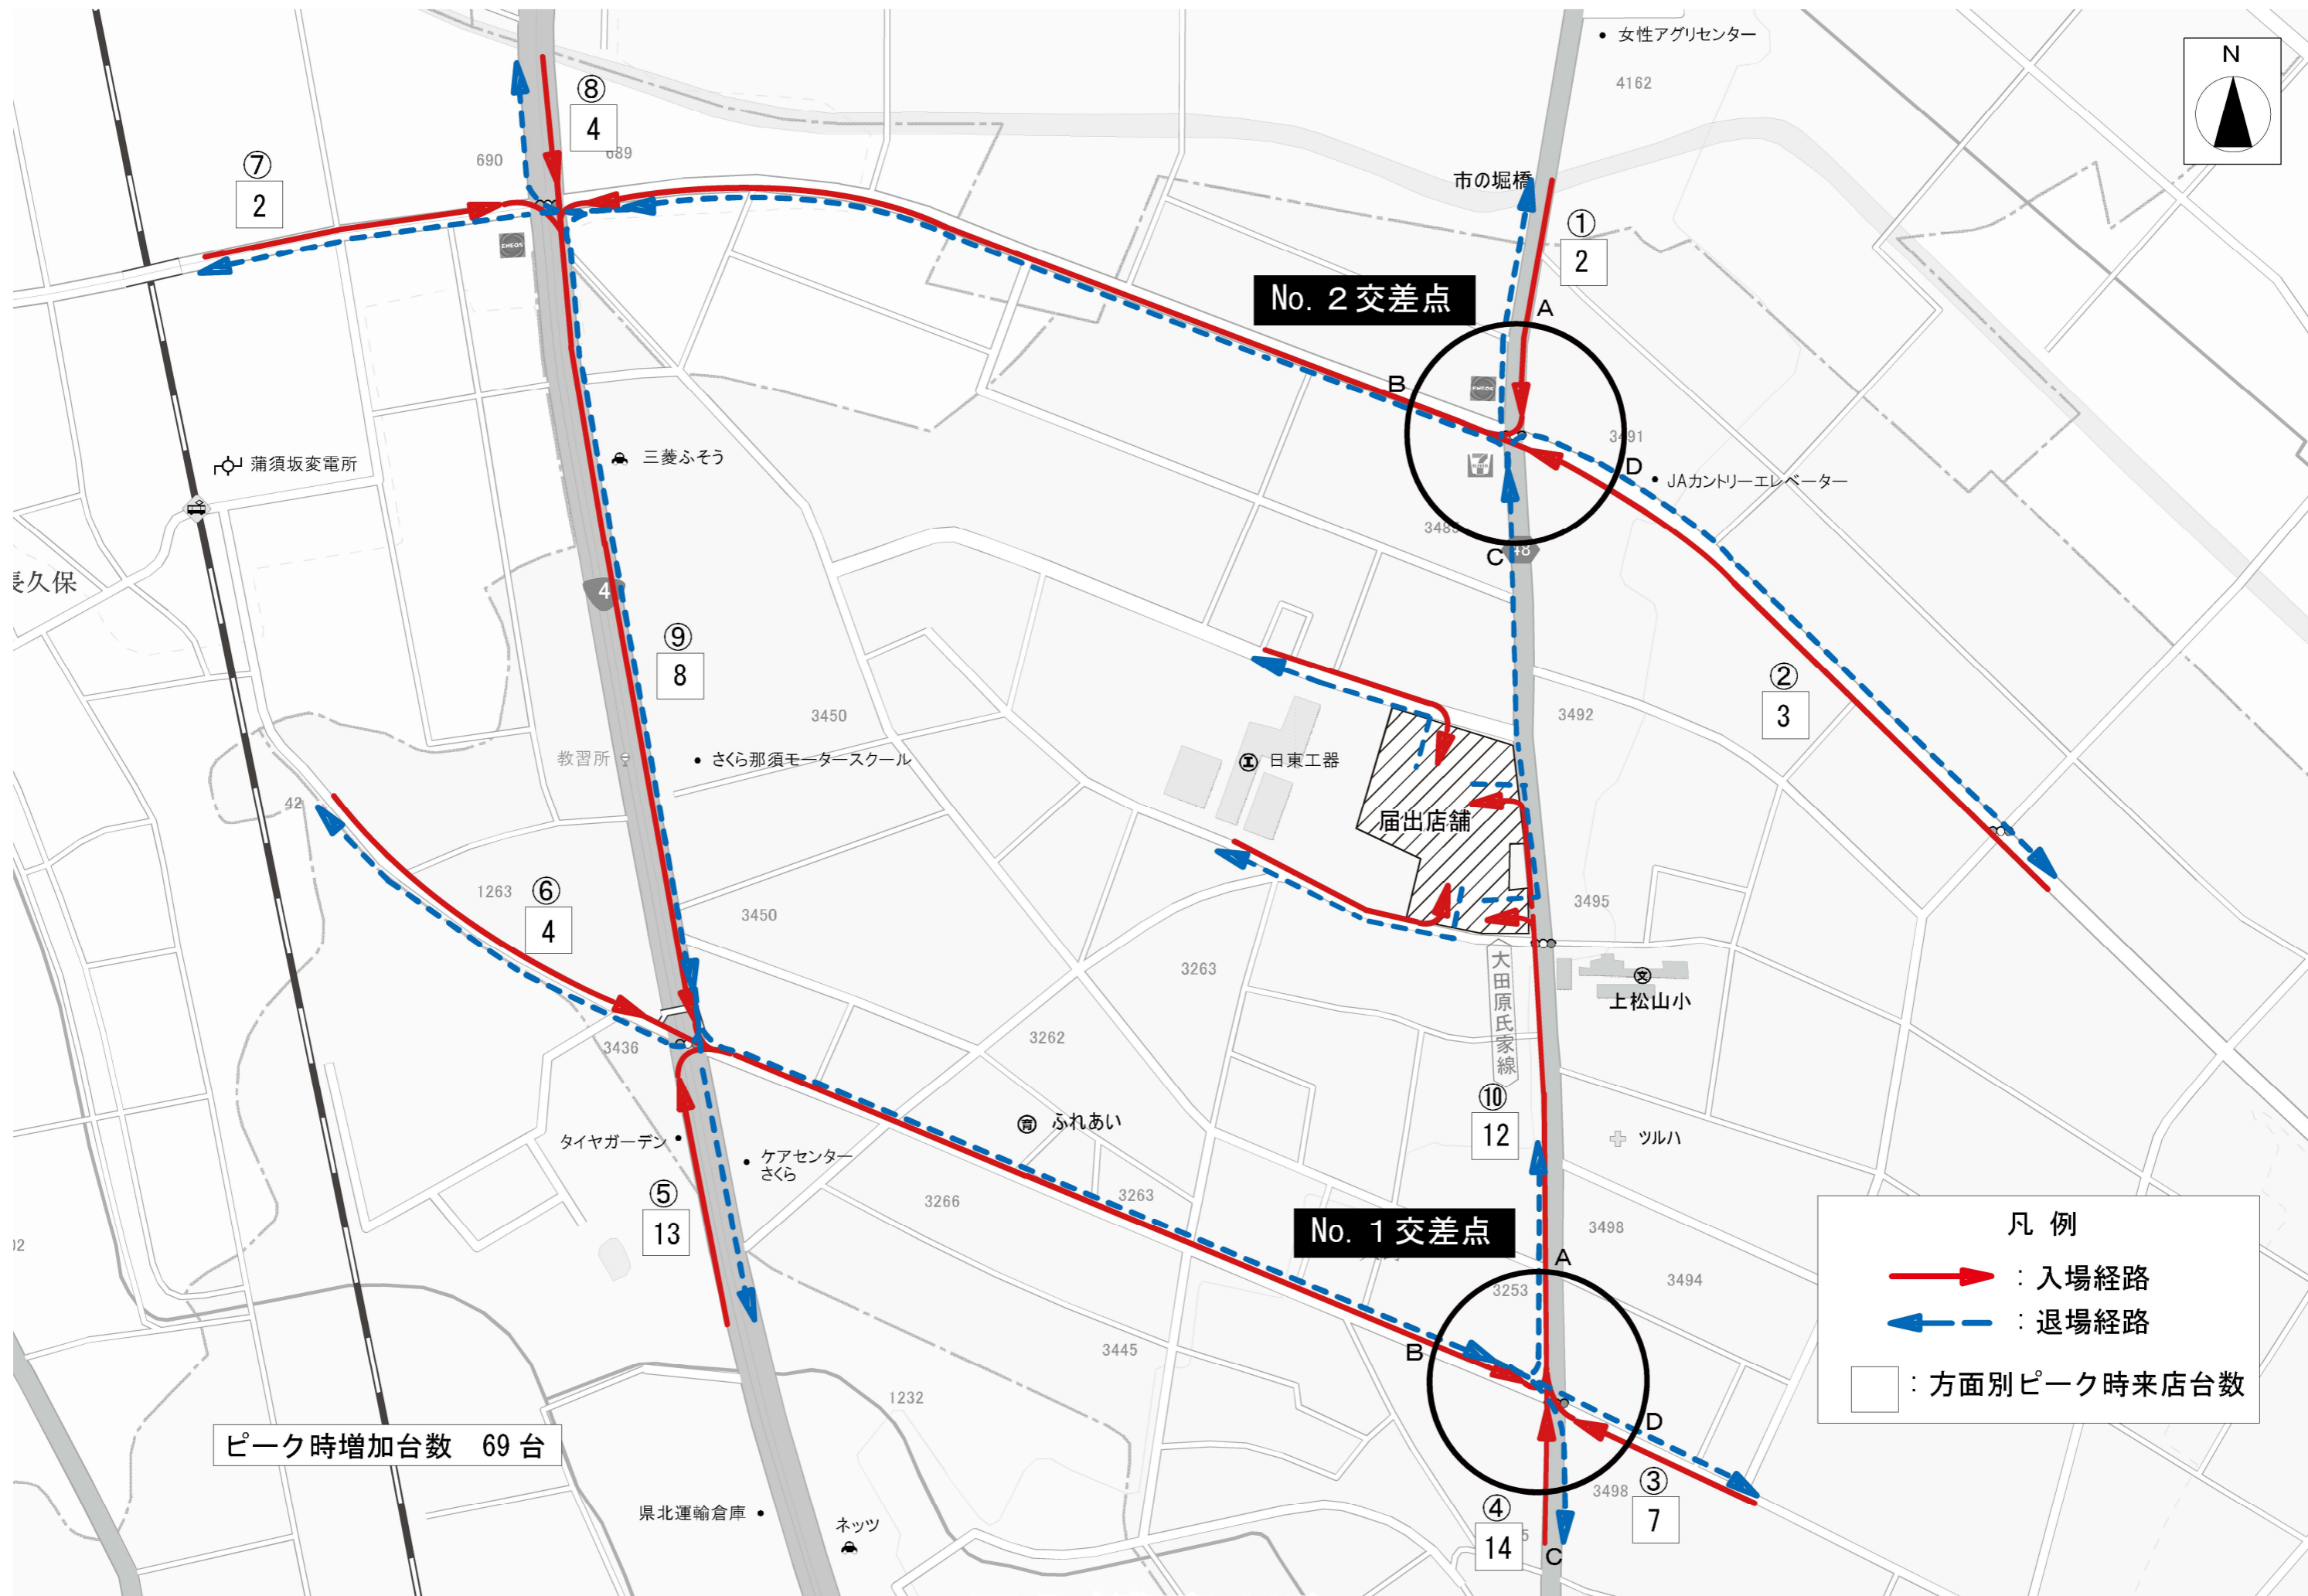 女性アグリセンター
4162
N
⑧
4
690
689
⑦
2
市の堀橋
①
2
No. 2 交差点
A
B
ENEOS
ENEOS
3491
D
JAカントリーエレベーター
蒲須坂変電所
三菱ふそう
C
48
長久保
4
⑨
8
②
3
3450
3492
教習所
さくら那須モータースクール
日東工器
届出店舗
42
⑥
4
1263
3450
3495
3263
大田原氏家線
文
上松山小
3436
3262
⑩
12
育
ふれあい
タイヤガーデン
ケアセンター
さくら
ツルハ
⑤
13
3266
3263
02
No. 1 交差点
A
3498
3253
3494
B
3445
1232
D
凡 例
: 入場経路
: 退場経路
: 方面別ピーク時来店台数
ピーク時増加台数 69 台
県北運輸倉庫
ネッツ
3498
③
7
④
14
C